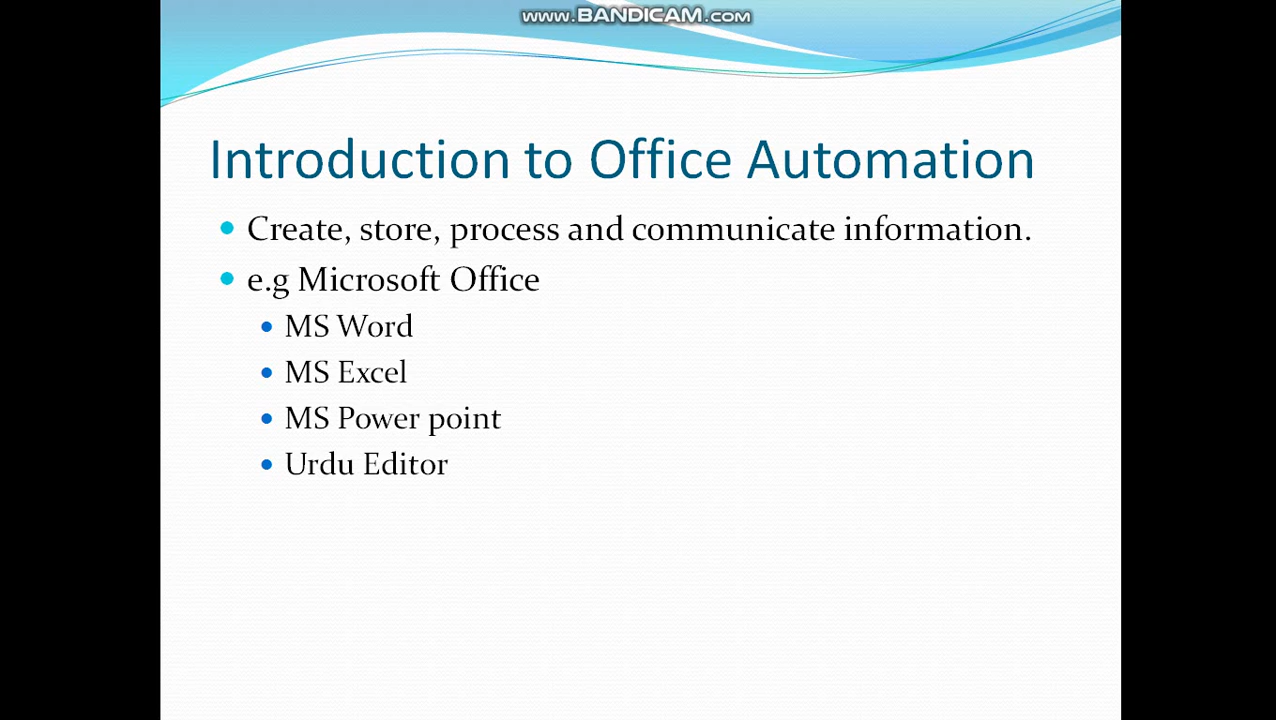 www.BANDICAM.com
Introduction to Office Automation
Create, store, process and communicate information.
e.g Microsoft Office
MS Word
MS Excel
MS Power point
Urdu Editor